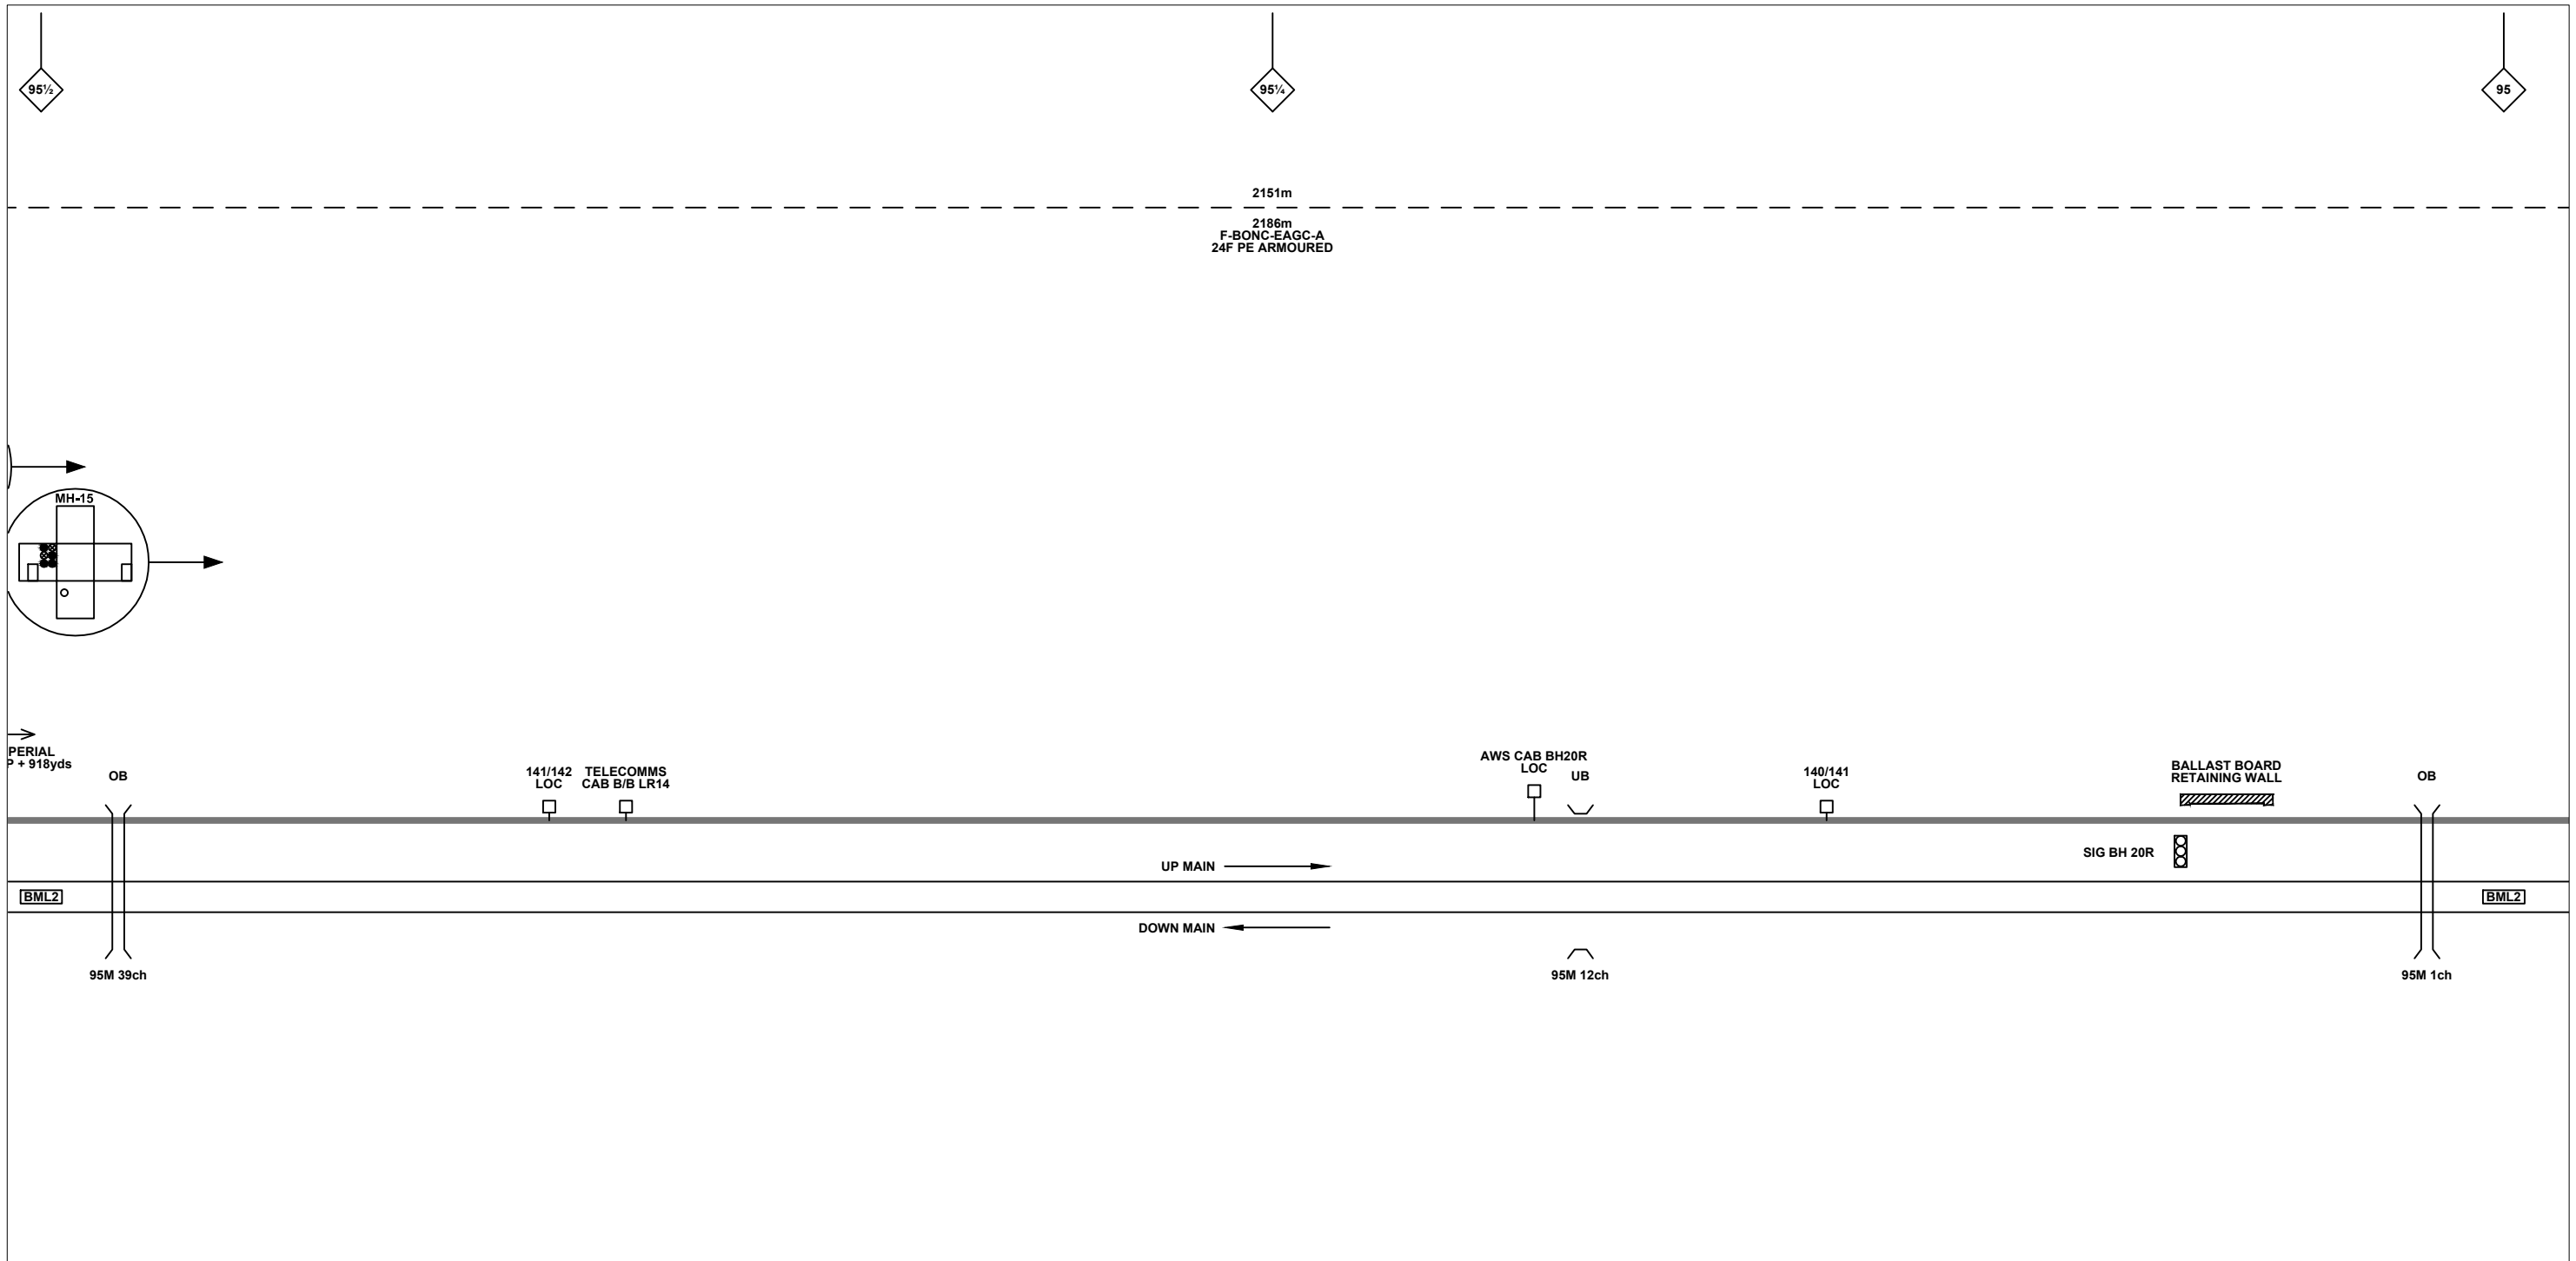 95½
95¼
95
2151m
2186m
F-BONC-EAGC-A
24F PE ARMOURED
MH-15
PERIAL
P + 918yds
OB
141/142
LOC
TELECOMMS
CAB B/B LR14
AWS CAB BH20R
LOC
UB
140/141
LOC
BALLAST BOARD
RETAINING WALL
OB
SIG BH 20R
UP MAIN
BML2
BML2
DOWN MAIN
95M 39ch
95M 12ch
95M 1ch